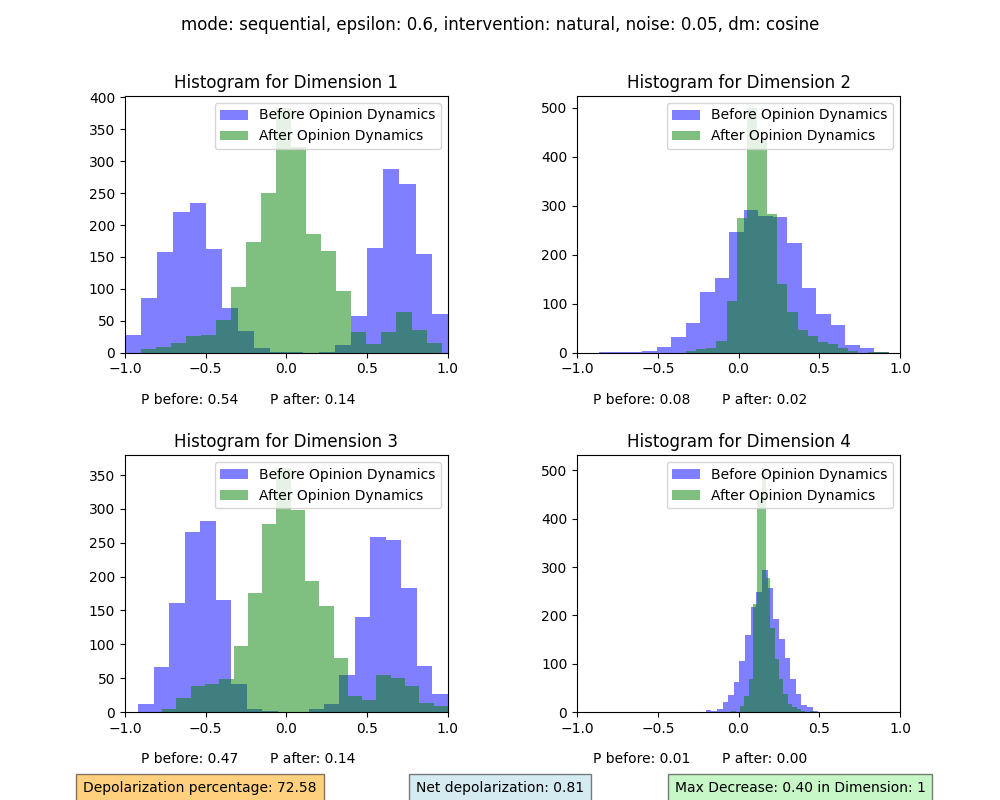 mode: sequential, epsilon: 0.6, intervention: natural, noise: 0.05, dm: cosine
Histogram for Dimension 1
Before Opinion Dynamics
After Opinion Dynamics
400
350
300
250
200
150
100
50
0
−1.0 −0.5 0.0 0.5 1.0
P before: 0.54 P after: 0.14
Histogram for Dimension 2
Before Opinion Dynamics
After Opinion Dynamics
500
400
300
200
100
0
−1.0 −0.5 0.0 0.5 1.0
P before: 0.08 P after: 0.02
Histogram for Dimension 3
Before Opinion Dynamics
After Opinion Dynamics
350
300
250
200
150
100
50
0
−1.0 −0.5 0.0 0.5 1.0
P before: 0.47 P after: 0.14
Histogram for Dimension 4
Before Opinion Dynamics
After Opinion Dynamics
500
400
300
200
100
0
−1.0 −0.5 0.0 0.5 1.0
P before: 0.01 P after: 0.00
Depolarization percentage: 72.58
Net depolarization: 0.81
Max Decrease: 0.40 in Dimension: 1